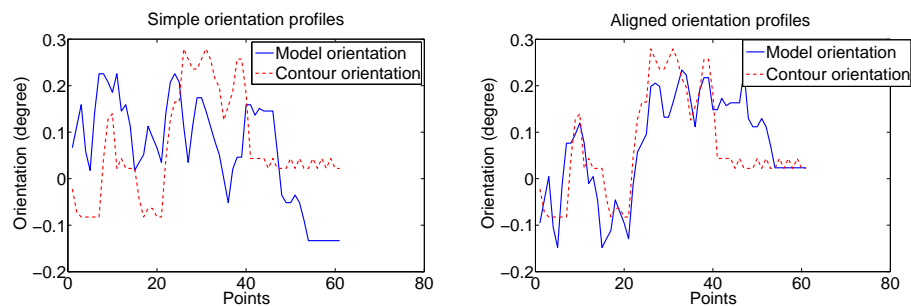 Simple orientation profiles
0.3
0.2
0.1
0
−0.1
−0.2
0
20
40
60
80
Orientation (degree)
Points
Model orientation
Contour orientation
Aligned orientation profiles
0.3
0.2
0.1
0
−0.1
−0.2
0
20
40
60
80
Orientation (degree)
Points
Model orientation
Contour orientation